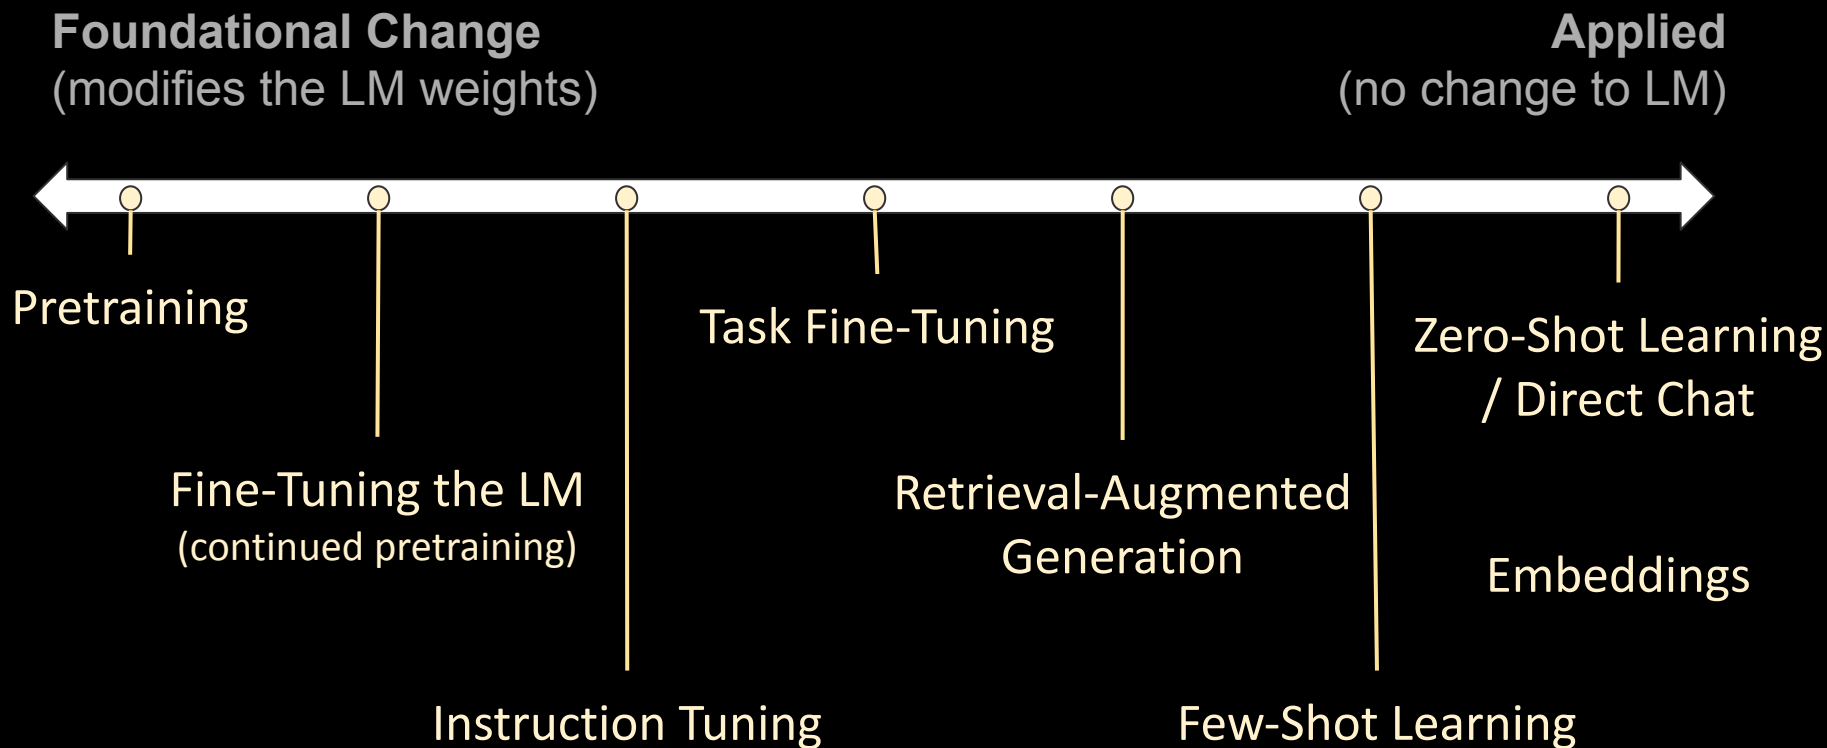 Foundational Change
(modifies the LM weights)
Applied
(no change to LM)
Pretraining
Fine-Tuning the LM
(continued pretraining)
Instruction Tuning
Task Fine-Tuning
Retrieval-Augmented
Generation
Few-Shot Learning
Zero-Shot Learning
/ Direct Chat
Embeddings